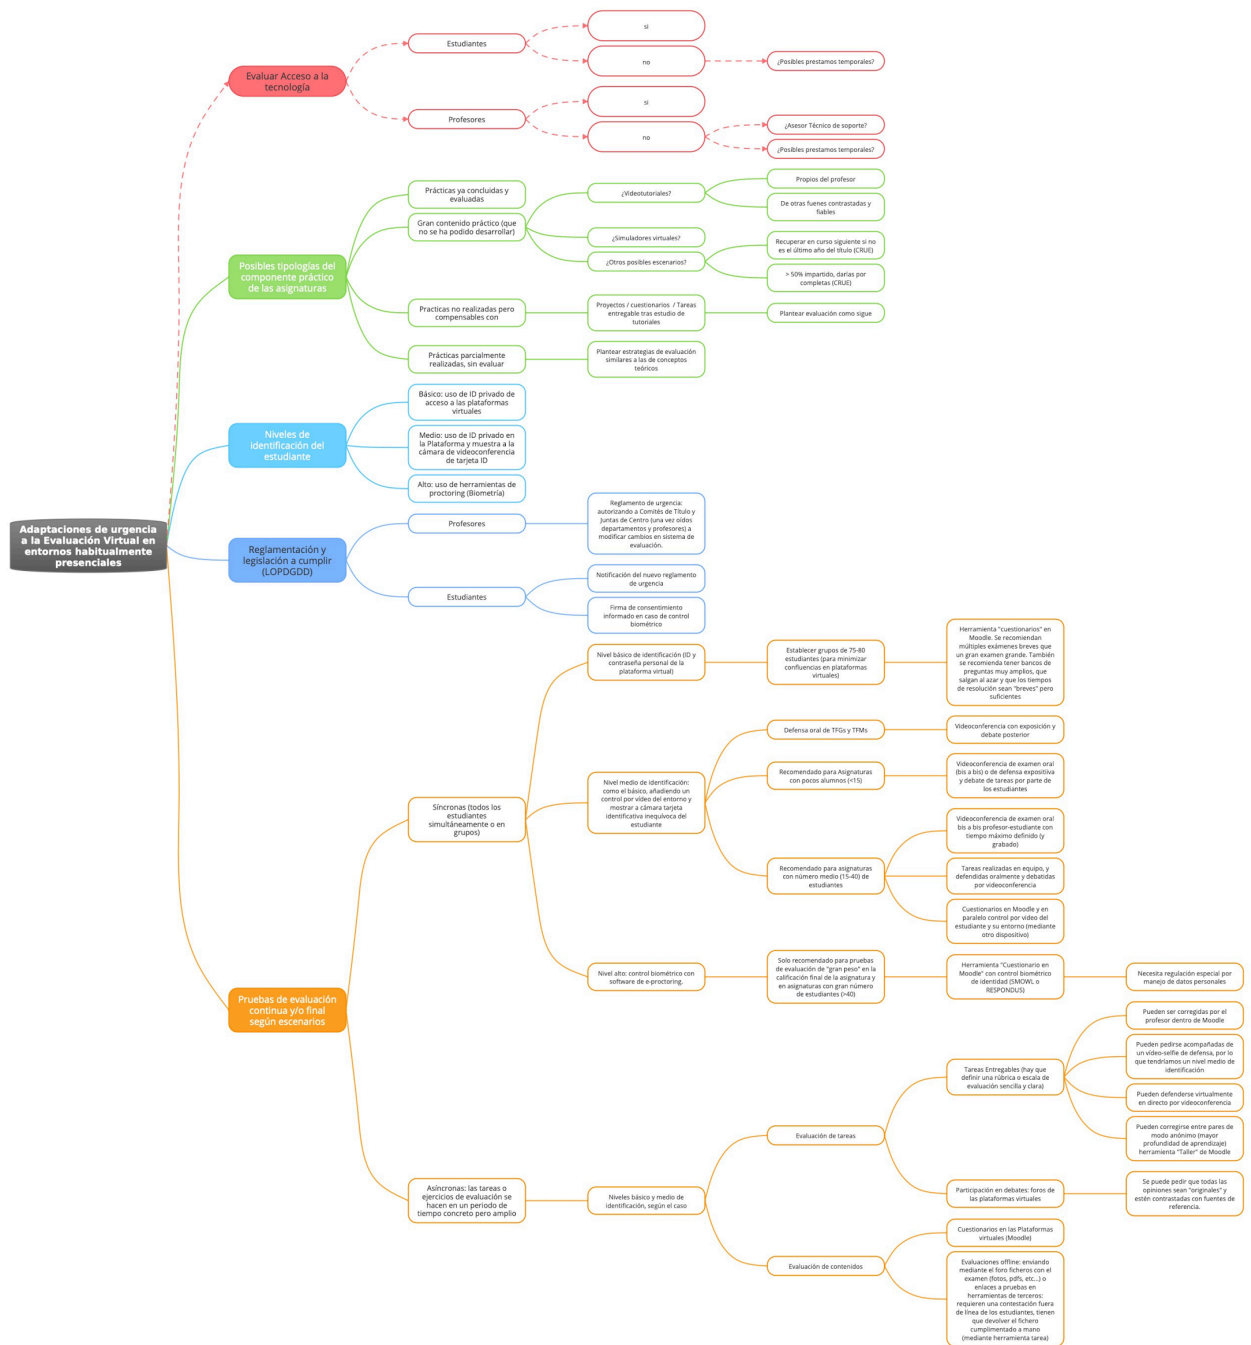 Adaptaciones de urgencia
a la Evaluación Virtual en
entornos habitualmente
presenciales
Evaluar Acceso a la
tecnología
Estudiantes
si
no
¿Posibles prestamos temporales?
Profesores
si
no
¿Asesor Técnico de soporte?
¿Posibles prestamos temporales?
Posibles tipologías del
componente práctico
de las asignaturas
Prácticas ya concluidas y
evaluadas
Gran contenido práctico (que
no se ha podido desarrollar)
¿Videotutoriales?
Propios del profesor
De otras fuenes contrastadas y
fiables
¿Simuladores virtuales?
¿Otros posibles escenarios?
Recuperar en curso siguiente si no
es el último año del título (CRUE)
> 50% impartido, darlas por
completas (CRUE)
Practicas no realizadas pero
compensables con
Proyectos / cuestionarios / Tareas
entregable tras estudio de
tutoriales
Plantear evaluación como sigue
Prácticas parcialmente
realizadas, sin evaluar
Plantear estrategias de evaluación
similares a las de conceptos
teóricos
Niveles de
identificación del
estudiante
Básico: uso de ID privado de
acceso a las plataformas
virtuales
Medio: uso de ID privado en
la Plataforma y muestra a la
cámara de videoconferencia
de tarjeta ID
Alto: uso de herramientas de
proctoring (Biometría)
Reglamentación y
legislación a cumplir
(LOPDGDD)
Profesores
Reglamento de urgencia:
autorizando a Comités de Título y
Juntas de Centro (una vez oídos
departamentos y profesores) a
modificar cambios en sistema de
evaluación.
Estudiantes
Notificación del nuevo reglamento
de urgencia
Firma de consentimiento
informado en caso de control
biométrico
Pruebas de evaluación
continua y/o final
según escenarios
Síncronas (todos los
estudiantes
simultáneamente o en
grupos)
Nivel básico de identificación (ID y
contraseña personal de la
plataforma virtual)
Establecer grupos de 75-80
estudiantes (para minimizar
confluencias en plataformas
virtuales)
Herramienta "cuestionarios" en
Moodle. Se recomiendan
múltiples exámenes breves que
un gran examen grande. También
se recomienda tener bancos de
preguntas muy amplios, que
salgan al azar y que los tiempos
de resolución sean "breves" pero
suficientes
Nivel medio de identificación:
como el básico, añadiendo un
control por vídeo del entorno y
mostrar a cámara tarjeta
identificativa inequívoca del
estudiante
Defensa oral de TFGs y TFMs
Videoconferencia con exposición y
debate posterior
Recomendado para Asignaturas
con pocos alumnos (<15)
Videoconferencia de examen oral
(bis a bis) o de defensa expositiiva
y debate de tareas por parte de
los estudiantes
Recomendado para asignaturas
con número medio (15-40) de
estudiantes
Videoconferencia de examen oral
bis a bis profesor-estudiante con
tiempo máximo definido (y
grabado)
Tareas realizadas en equipo, y
defendidas oralmente y debatidas
por videoconferencia
Cuestionarios en Moodle y en
paralelo control por video del
estudiante y su entorno (mediante
otro dispositivo)
Nivel alto: control biométrico con
software de e-proctoring.
Solo recomendado para pruebas
de evaluación de "gran peso" en la
calificación final de la asignatura y
en asignaturas con gran número
de estudiantes (>40)
Herramienta "Cuestionario en
Moodle" con control biométrico
de identidad (SMOWL o
RESPONDUS)
Necesita regulación especial por
manejo de datos personales
Asíncronas: las tareas o
ejercicios de evaluación se
hacen en un periodo de
tiempo concreto pero amplio
Niveles básico y medio de
identificación, según el caso
Evaluación de tareas
Tareas Entregables (hay que
definir una rúbrica o escala de
evaluación sencilla y clara)
Pueden ser corregidas por el
profesor dentro de Moodle
Pueden pedirse acompañadas de
un vídeo-selfie de defensa, por lo
que tendríamos un nivel medio de
identificación
Pueden defenderse virtualmente
en directo por videoconferencia
Pueden corregirse entre pares de
modo anónimo (mayor
profundidad de aprendizaje)
herramienta "Taller" de Moodle
Participación en debates: foros de
las plataformas virtuales
Se puede pedir que todas las
opiniones sean "originales" y
estén contrastadas con fuentes de
referencia.
Evaluación de contenidos
Cuestionarios en las Plataformas
virtuales (Moodle)
Evaluaciones offline: enviando
mediante el foro ficheros con el
examen (fotos, pdfs, etc...) o
enlaces a pruebas en
herramientas de terceros:
requieren una contestación fuera
de línea de los estudiantes, tienen
que devolver el fichero
cumplimentado a mano
(mediante herramienta tarea)